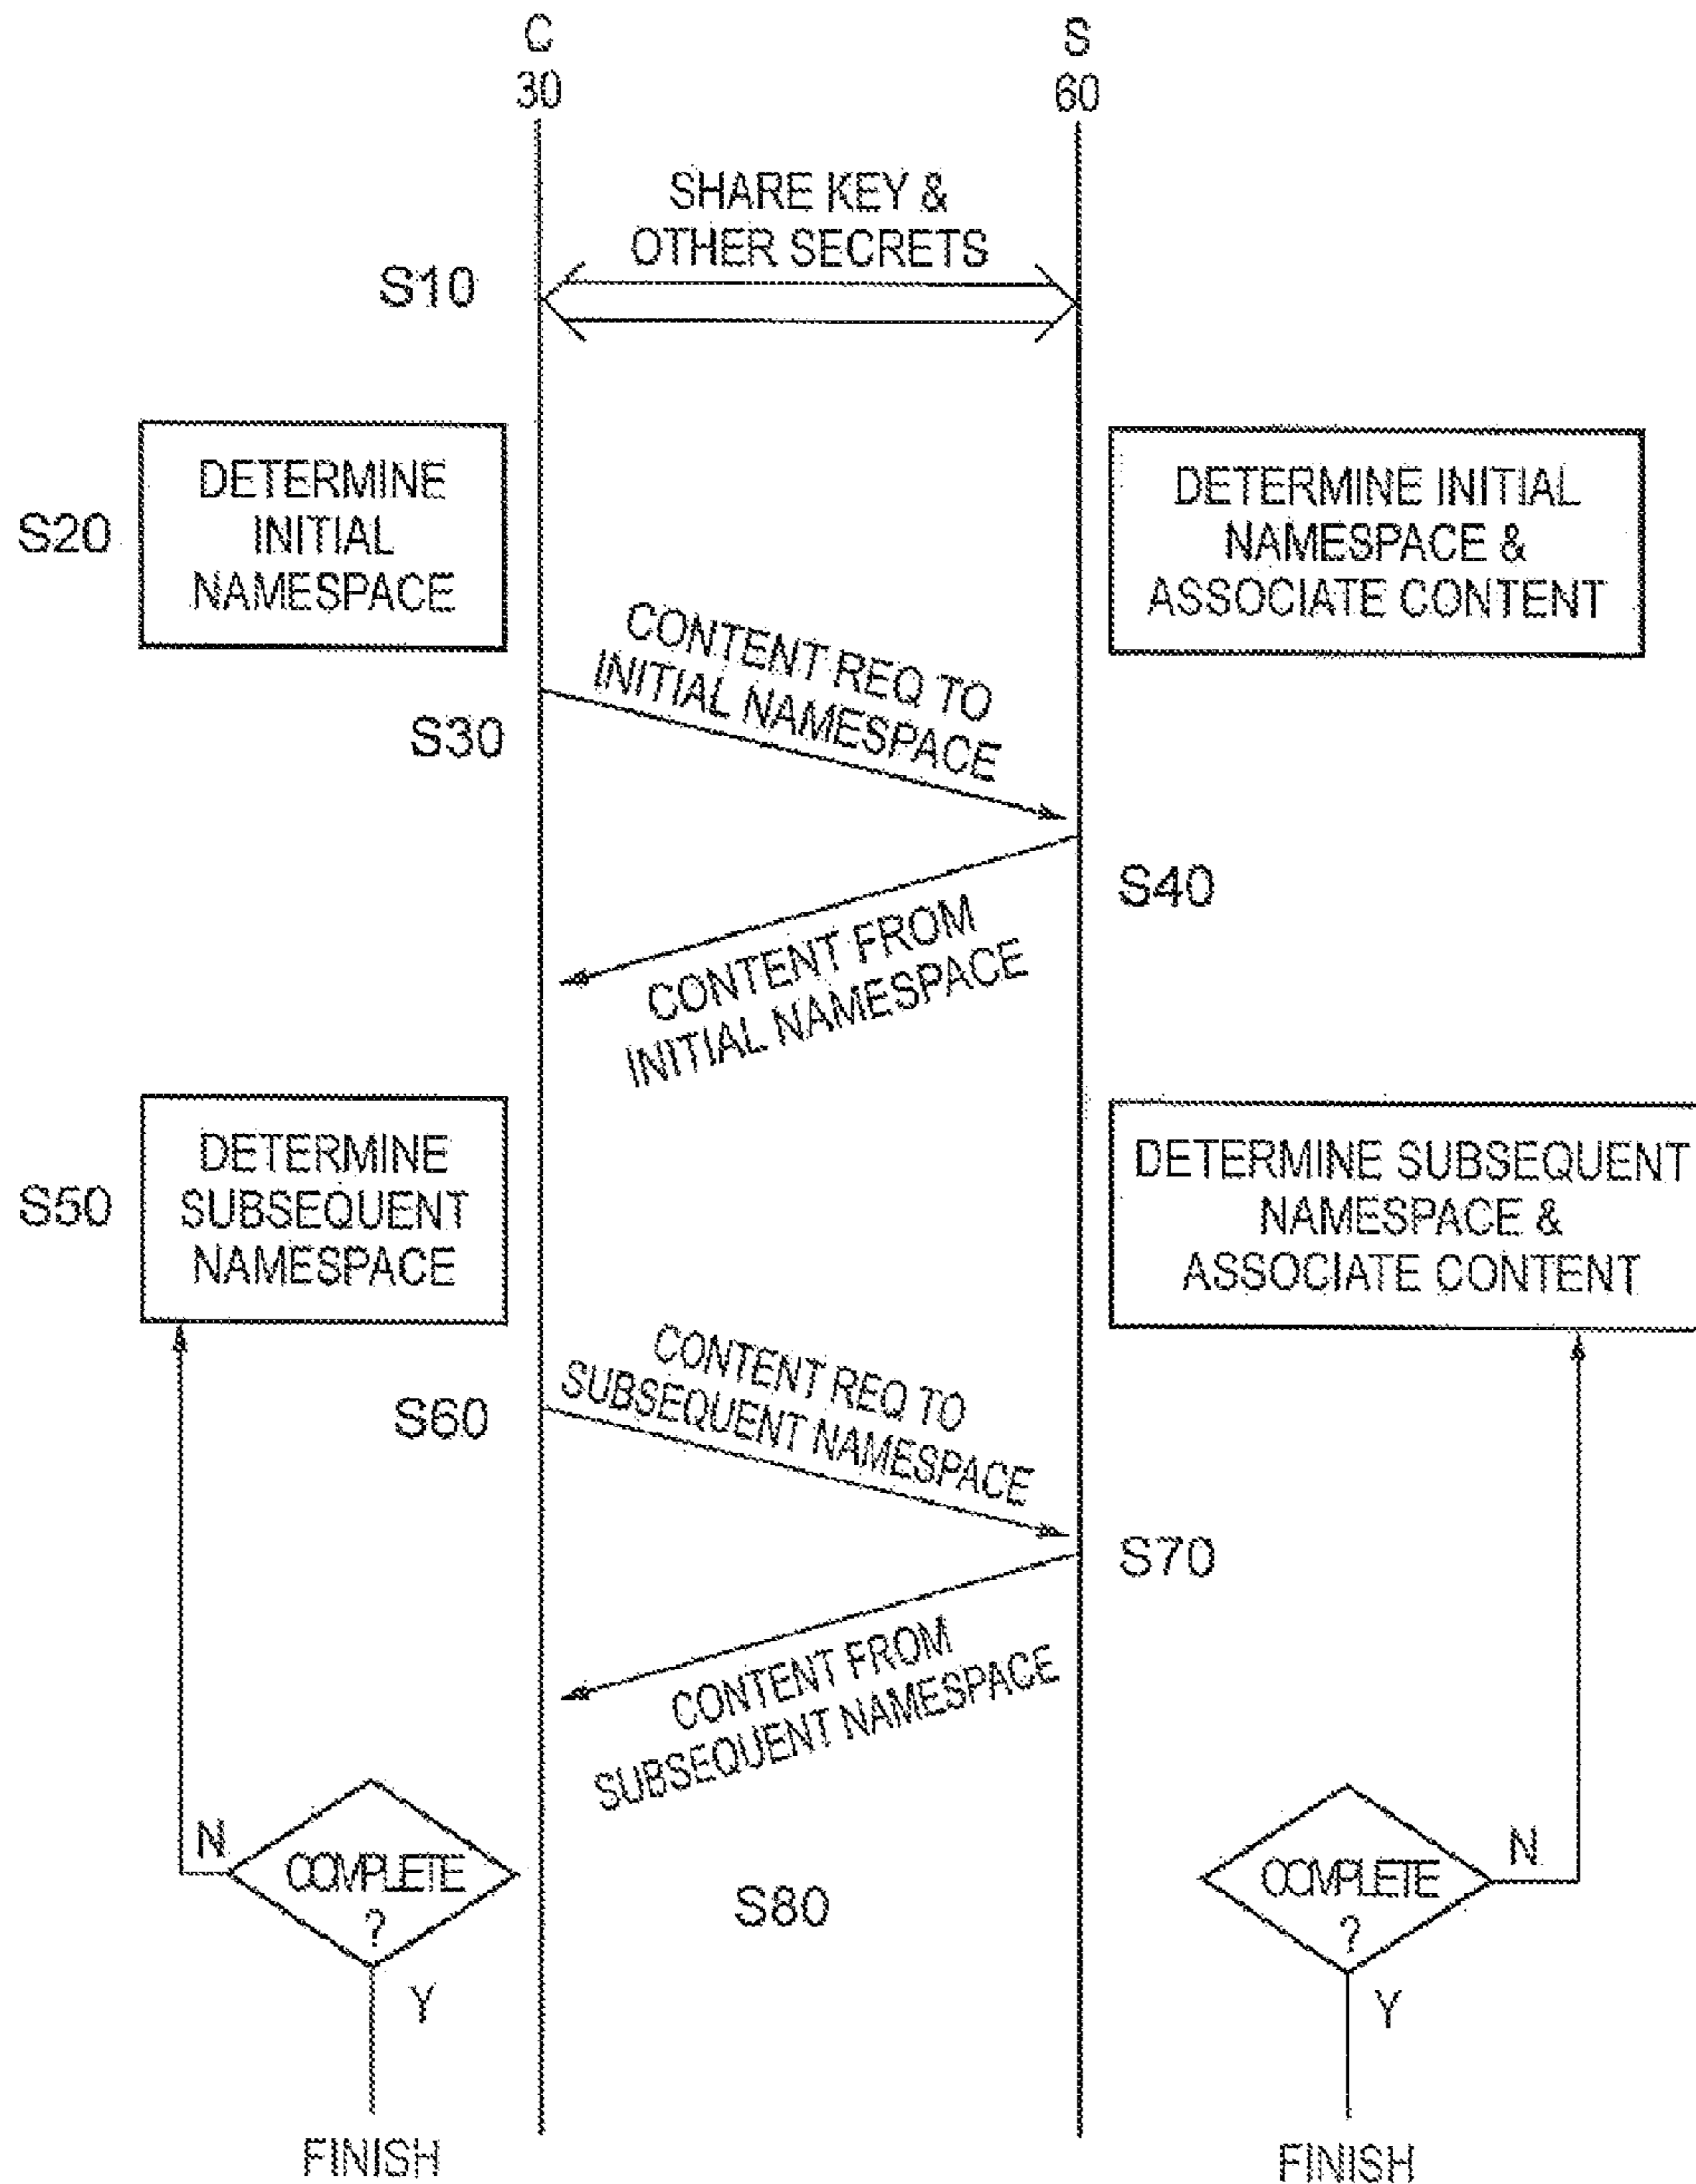 C
30
S
60
SHARE KEY &
OTHER SECRETS
S10
S20
DETERMINE
INITIAL
NAMESPACE
DETERMINE INITIAL
NAMESPACE &
ASSOCIATE CONTENT
CONTENT REQ TO
INITIAL NAMESPACE
S30
S40
CONTENT FROM
INITIAL NAMESPACE
S50
DETERMINE
SUBSEQUENT
NAMESPACE
DETERMINE SUBSEQUENT
NAMESPACE &
ASSOCIATE CONTENT
CONTENT REQ TO
SUBSEQUENT NAMESPACE
S60
S70
CONTENT FROM
SUBSEQUENT NAMESPACE
N
COMPLETE
?
Y
FINISH
S80
COMPLETE
?
N
Y
FINISH